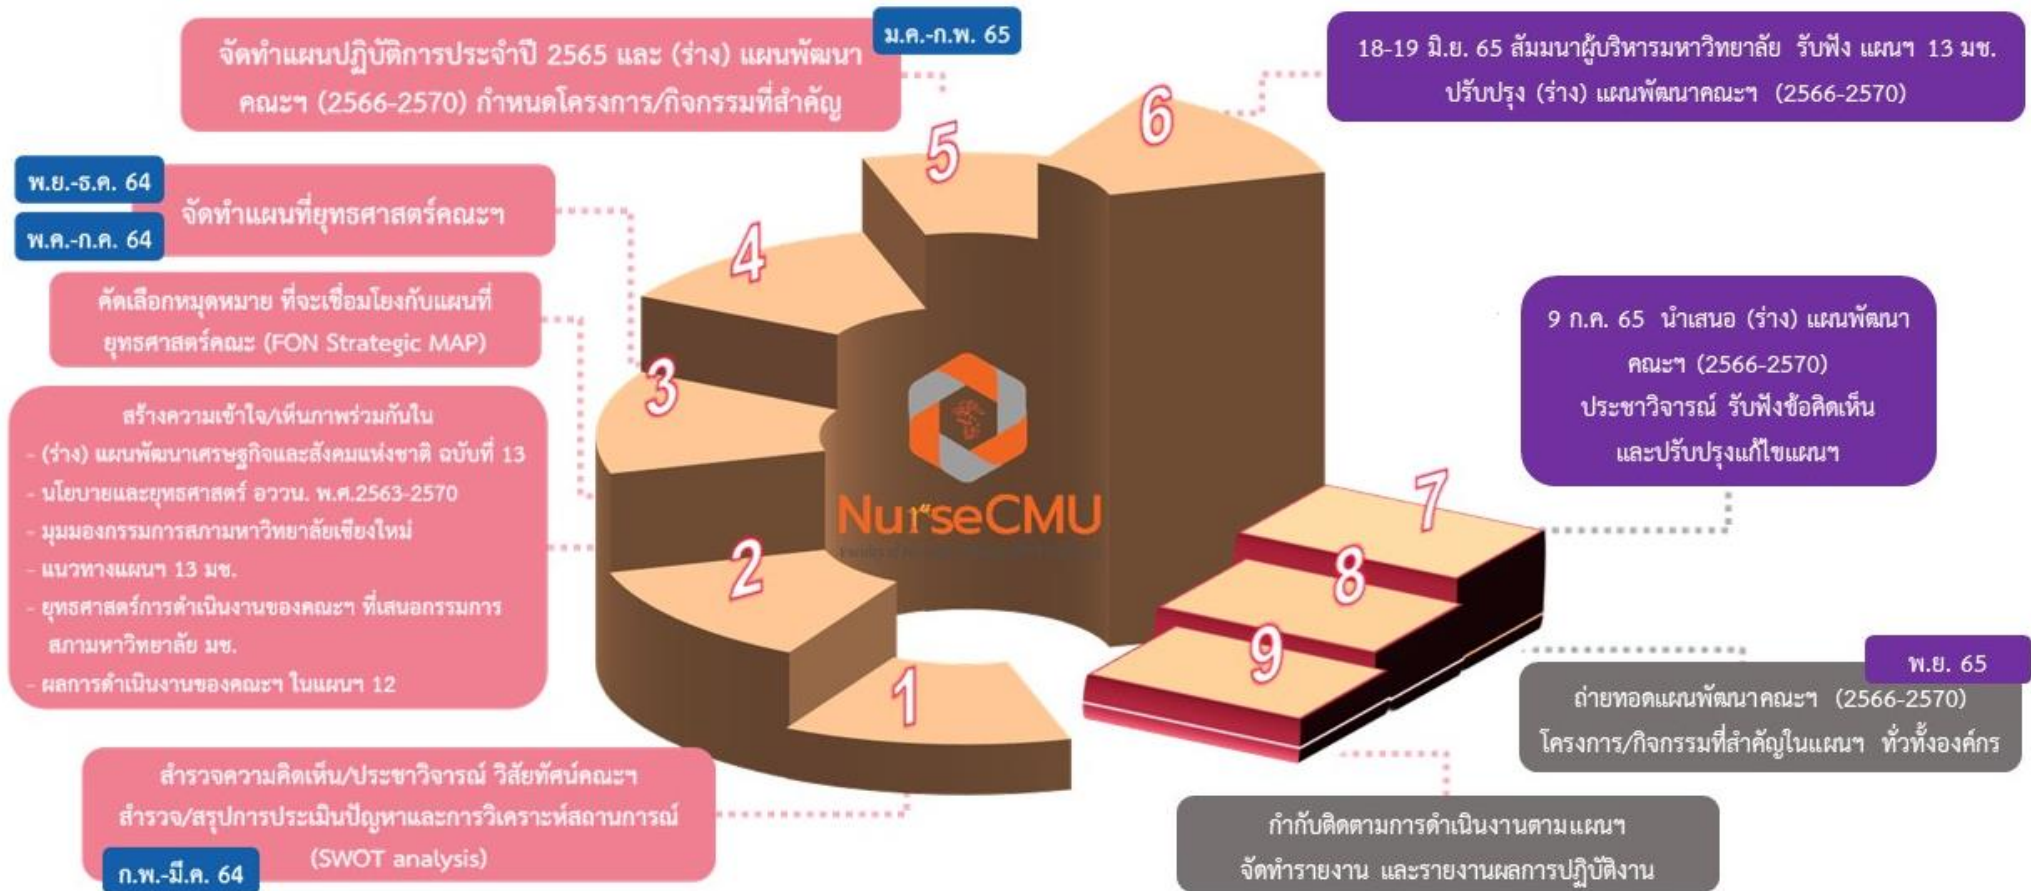 จัดทำแผนปฏิบัติการประจำปี 2565 และ (ร่าง) แผนพัฒนา
คณะฯ (2566-2570) กำหนดโครงการ/กิจกรรมที่สำคัญ
ม.ค.-ก.พ. 65
18-19 มิ.ย. 65 สัมมนาผู้บริหารมหาวิทยาลัย รับฟัง แผนฯ 13 มช.
ปรับปรุง (ร่าง) แผนพัฒนาคณะฯ (2566-2570)
พ.ย.-ธ.ค. 64
พ.ค.-ก.ค. 64
จัดทำแผนที่ยุทธศาสตร์คณะฯ
คัดเลือกหมุดหมาย ที่จะเชื่อมโยงกับแผนที่
ยุทธศาสตร์คณะ (FON Strategic MAP)
สร้างความเข้าใจ/เห็นภาพร่วมกันใน
- (ร่าง) แผนพัฒนาเศรษฐกิจและสังคมแห่งชาติ ฉบับที่ 13
- นโยบายและยุทธศาสตร์ อววน. พ.ศ.2563-2570
- มุมมองกรรมการสภามหาวิทยาลัยเชียงใหม่
- แนวทางแผนฯ 13 มช.
- ยุทธศาสตร์การดำเนินงานของคณะฯ ที่เสนอกรรมการ
สภามหาวิทยาลัย มช.
- ผลการดำเนินงานของคณะฯ ในแผนฯ 12
สำรวจความคิดเห็น/ประชาวิจารณ์ วิสัยทัศน์คณะฯ
สำรวจ/สรุปการประเมินปัญหาและการวิเคราะห์สถานการณ์
(SWOT analysis)
ก.พ.-มี.ค. 64
1
2
3
4
5
6
7
8
9
NurseCMU
9 ก.ค. 65 นำเสนอ (ร่าง) แผนพัฒนา
คณะฯ (2566-2570)
ประชาวิจารณ์ รับฟังข้อคิดเห็น
และปรับปรุงแก้ไขแผนฯ
พ.ย. 65
ถ่ายทอดแผนพัฒนาคณะฯ (2566-2570)
โครงการ/กิจกรรมที่สำคัญในแผนฯ ทั่วทั้งองค์กร
กำกับติดตามการดำเนินงานตามแผนฯ
จัดทำรายงาน และรายงานผลการปฏิบัติงาน